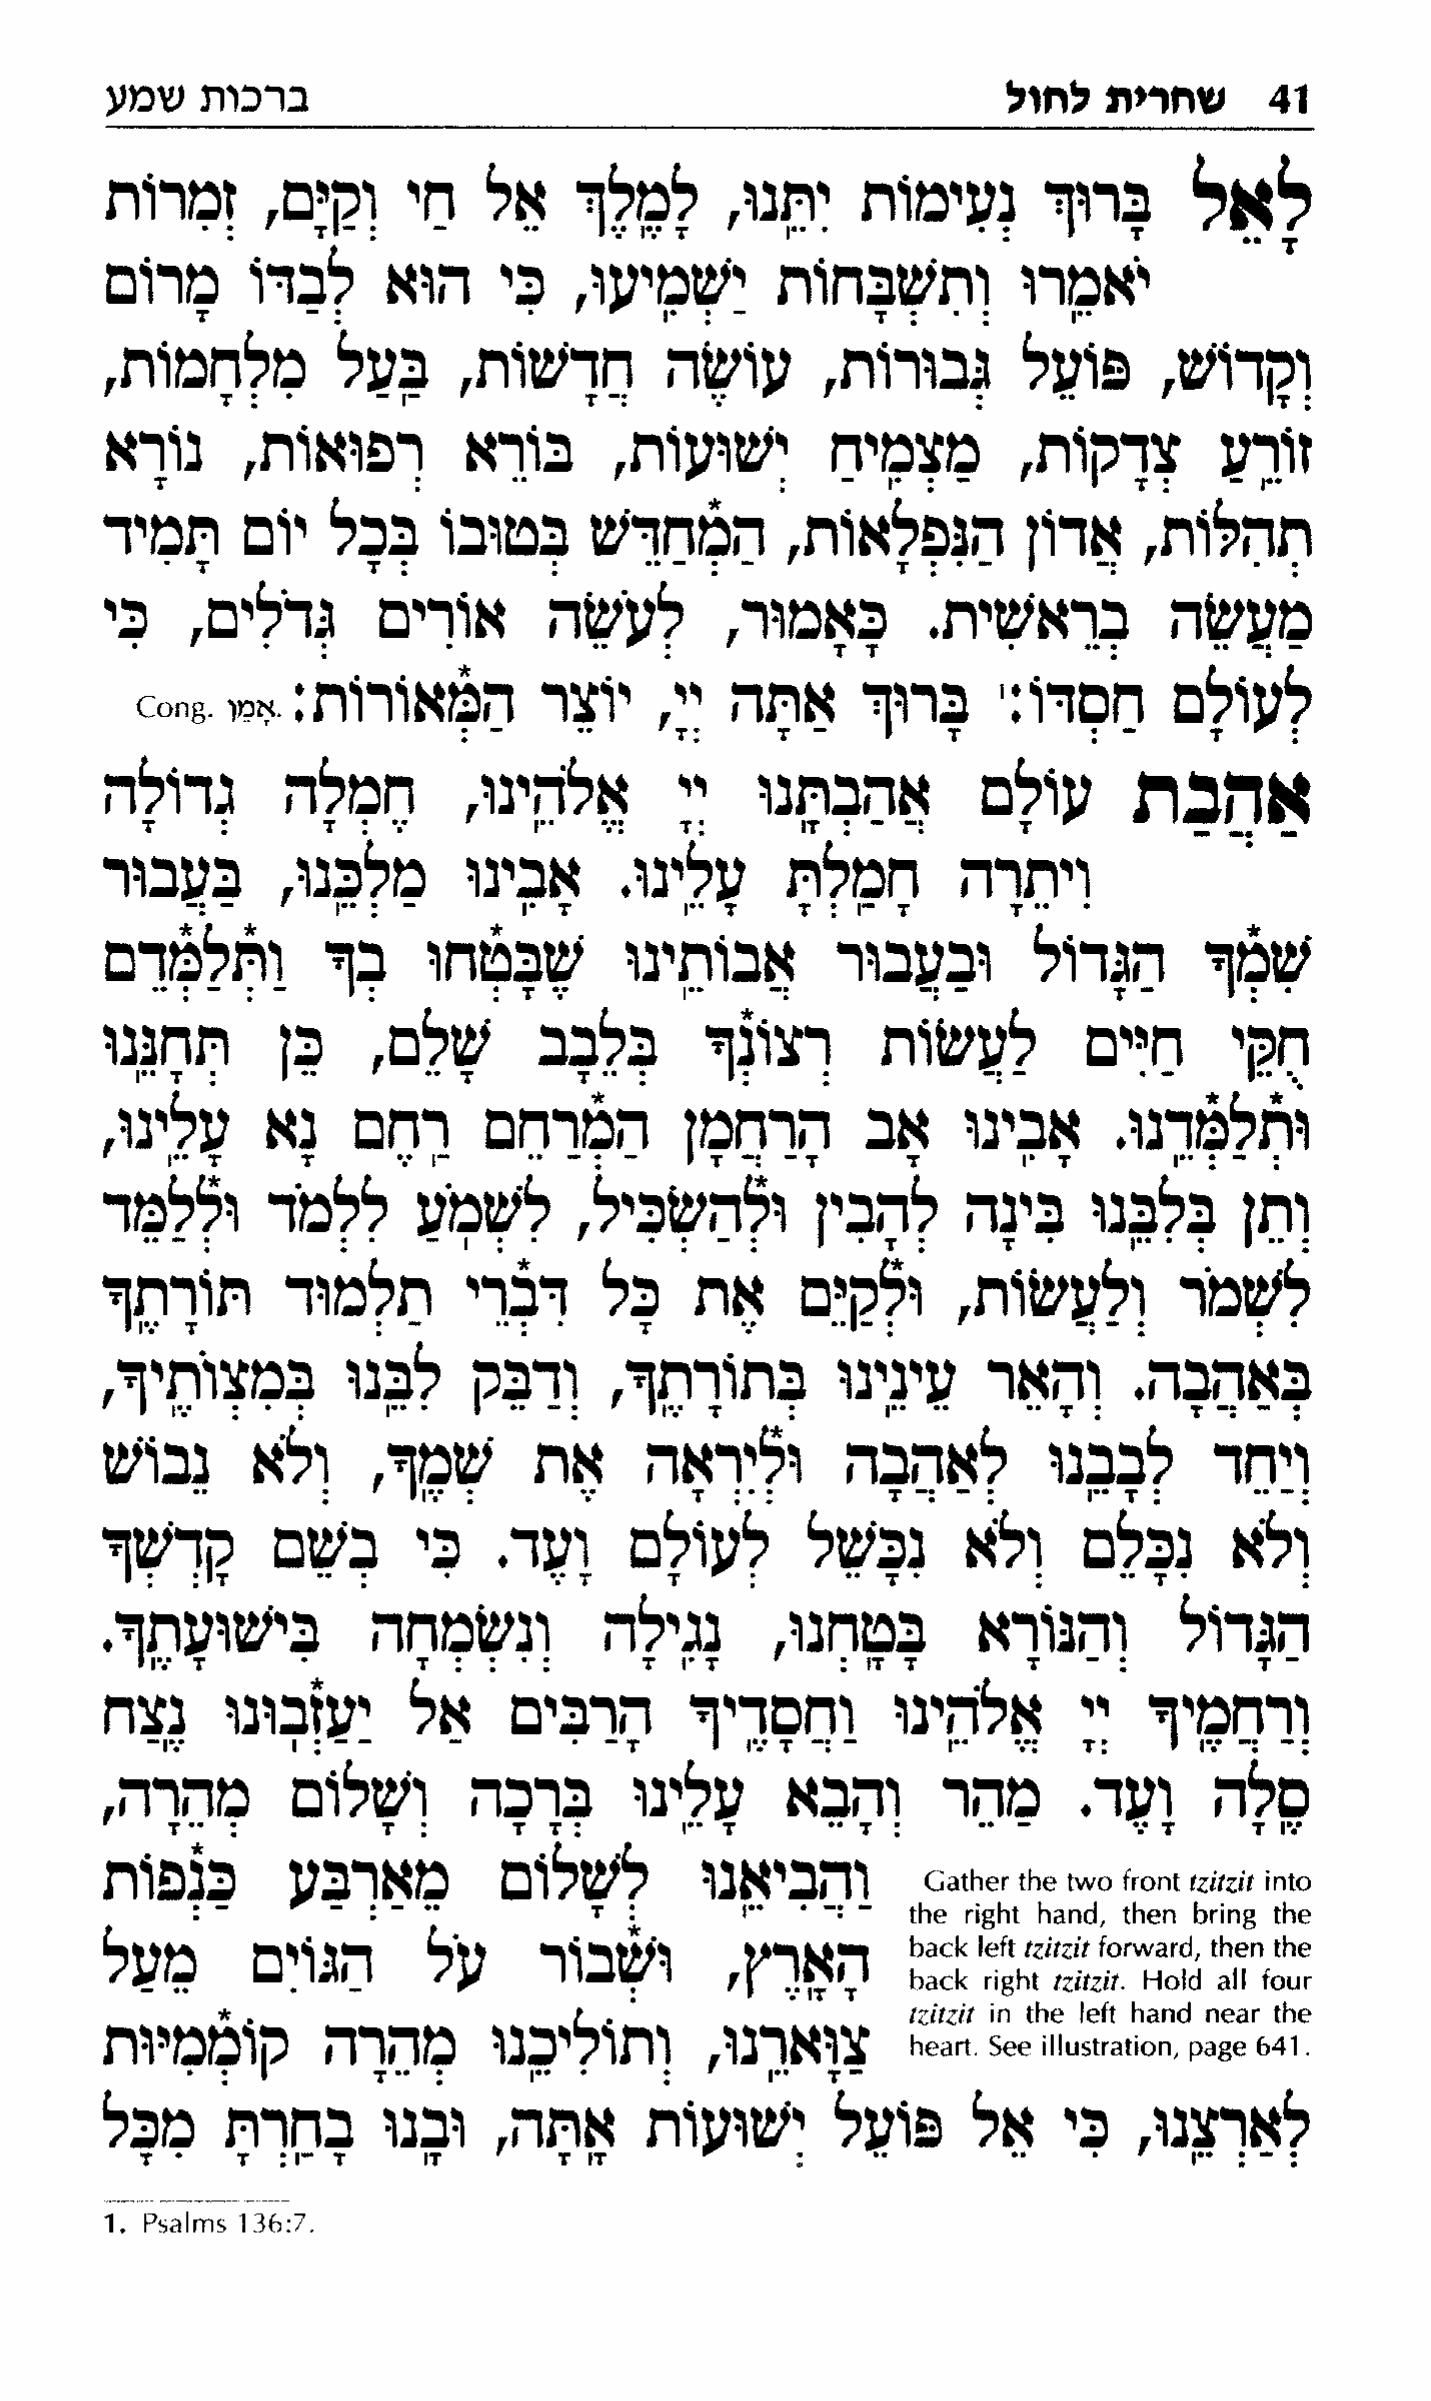 41 שחרית לחול ברכות שמע
לָאֵל בָּרוּךְ נְעִימוֹת יִתֵּנוּ, לַמֶּלֶךְ אֵל חַי וְקַיָּם, זְמִרוֹת
יֹאמֵרוּ וְתִשְׁבָּחוֹת יַשְׁמִיעוּ, כִּי הוּא לְבַדּוֹ מָרוֹם
וְקָדוֹשׁ, פּוֹעֵל גְּבוּרוֹת, עוֹשֶׂה חֲדָשׁוֹת, בַּעַל מִלְחָמוֹת,
זוֹרֵעַ צְדָקוֹת, מַצְמִיחַ יְשׁוּעוֹת, בּוֹרֵא רְפוּאוֹת, נוֹרָא
תְהִלּוֹת, אֲדוֹן הַנִּפְלָאוֹת, הַמְ֯חַדֵּשׁ בְּטוּבוֹ בְּכָל יוֹם תָּמִיד
מַעֲשֵׂה בְרֵאשִׁית. כָּאָמוּר, לְעֹשֵׂה אוֹרִים גְּדֹלִים, כִּי
לְעוֹלָם חַסְדּוֹ:¹ בָּרוּךְ אַתָּה יְיָ, יוֹצֵר הַמְּ֯אוֹרוֹת: Cong. אָמֵן.
אַהֲבַת עוֹלָם אֲהַבְתָּנוּ יְיָ אֱלֹהֵינוּ, חֶמְלָה גְדוֹלָה
וִיתֵרָה חָמַלְתָּ עָלֵינוּ. אָבִינוּ מַלְכֵּנוּ, בַּעֲבוּר
שִׁמְ֯ךָ הַגָּדוֹל וּבַעֲבוּר אֲבוֹתֵינוּ שֶׁבָּטְ֯חוּ בְךָ וַתְּ֯לַמְּ֯דֵם
חֻקֵּי חַיִּים לַעֲשׂוֹת רְצוֹנְ֯ךָ בְּלֵבָב שָׁלֵם, כֵּן תְּחָנֵּנוּ
וּתְ֯לַמְּ֯דֵנוּ. אָבִינוּ אָב הָרַחֲמָן הַמְ֯רַחֵם רַחֶם נָא עָלֵינוּ,
וְתֵן בְּלִבֵּנוּ בִּינָה לְהָבִין וּלְ֯הַשְׂכִּיל, לִשְׁמֹעַ לִלְמֹד וּלְ֯לַמֵּד
לִשְׁמֹר וְלַעֲשׂוֹת, וּלְ֯קַיֵּם אֶת כָּל דִּבְ֯רֵי תַלְמוּד תּוֹרָתֶךָ
בְּאַהֲבָה. וְהָאֵר עֵינֵינוּ בְּתוֹרָתֶךָ, וְדַבֵּק לִבֵּנוּ בְּמִצְוֹתֶיךָ,
וְיַחֵד לְבָבֵנוּ לְאַהֲבָה וּלְ֯יִרְאָה אֶת שְׁמֶךָ, וְלֹא נֵבוֹשׁ
וְלֹא נִכָּלֵם וְלֹא נִכָּשֵׁל לְעוֹלָם וָעֶד. כִּי בְשֵׁם קָדְשְׁךָ
הַגָּדוֹל וְהַנּוֹרָא בָּטָחְנוּ, נָגִילָה וְנִשְׂמְחָה בִּישׁוּעָתֶךָ.
וְרַחֲמֶיךָ יְיָ אֱלֹהֵינוּ וַחֲסָדֶיךָ הָרַבִּים אַל יַעַזְ֯בוּנוּ נֶצַח
סֶלָה וָעֶד. מַהֵר וְהָבֵא עָלֵינוּ בְּרָכָה וְשָׁלוֹם מְהֵרָה,
Gather the two front tzitzit into
the right hand, then bring the
back left tzitzit forward, then the
back right tzitzit. Hold all four
tzitzit in the left hand near the
heart. See illustration, page 641.
וַהֲבִיאֵנוּ לְשָׁלוֹם מֵאַרְבַּע כַּנְ֯פוֹת
הָאָרֶץ, וּשְׁ֯בוֹר עֹל הַגּוֹיִם מֵעַל
צַוָּארֵנוּ, וְתוֹלִיכֵנוּ מְהֵרָה קוֹמְ֯מִיּוּת
לְאַרְצֵנוּ, כִּי אֵל פּוֹעֵל יְשׁוּעוֹת אָתָּה, וּבָנוּ בָחַרְתָּ מִכָּל
1. Psalms 136:7.